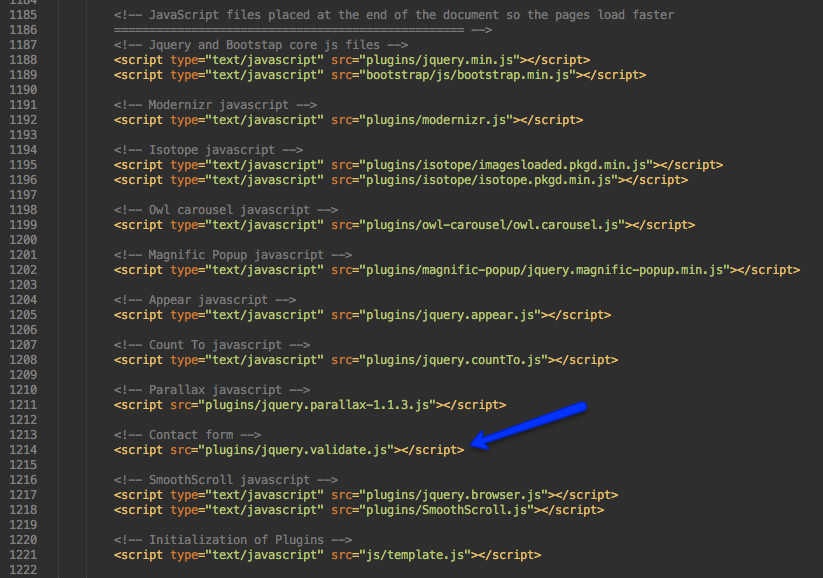 1184
1185 <!-- JavaScript files placed at the end of the document so the pages load faster
1186 ================================================== -->
1187 <!-- Jquery and Bootstap core js files -->
1188 <script type="text/javascript" src="plugins/jquery.min.js"></script>
1189 <script type="text/javascript" src="bootstrap/js/bootstrap.min.js"></script>
1190
1191 <!-- Modernizr javascript -->
1192 <script type="text/javascript" src="plugins/modernizr.js"></script>
1193
1194 <!-- Isotope javascript -->
1195 <script type="text/javascript" src="plugins/isotope/imagesloaded.pkgd.min.js"></script>
1196 <script type="text/javascript" src="plugins/isotope/isotope.pkgd.min.js"></script>
1197
1198 <!-- Owl carousel javascript -->
1199 <script type="text/javascript" src="plugins/owl-carousel/owl.carousel.js"></script>
1200
1201 <!-- Magnific Popup javascript -->
1202 <script type="text/javascript" src="plugins/magnific-popup/jquery.magnific-popup.min.js"></script>
1203
1204 <!-- Appear javascript -->
1205 <script type="text/javascript" src="plugins/jquery.appear.js"></script>
1206
1207 <!-- Count To javascript -->
1208 <script type="text/javascript" src="plugins/jquery.countTo.js"></script>
1209
1210 <!-- Parallax javascript -->
1211 <script src="plugins/jquery.parallax-1.1.3.js"></script>
1212
1213 <!-- Contact form -->
1214 <script src="plugins/jquery.validate.js"></script>
1215
1216 <!-- SmoothScroll javascript -->
1217 <script type="text/javascript" src="plugins/jquery.browser.js"></script>
1218 <script type="text/javascript" src="plugins/SmoothScroll.js"></script>
1219
1220 <!-- Initialization of Plugins -->
1221 <script type="text/javascript" src="js/template.js"></script>
1222